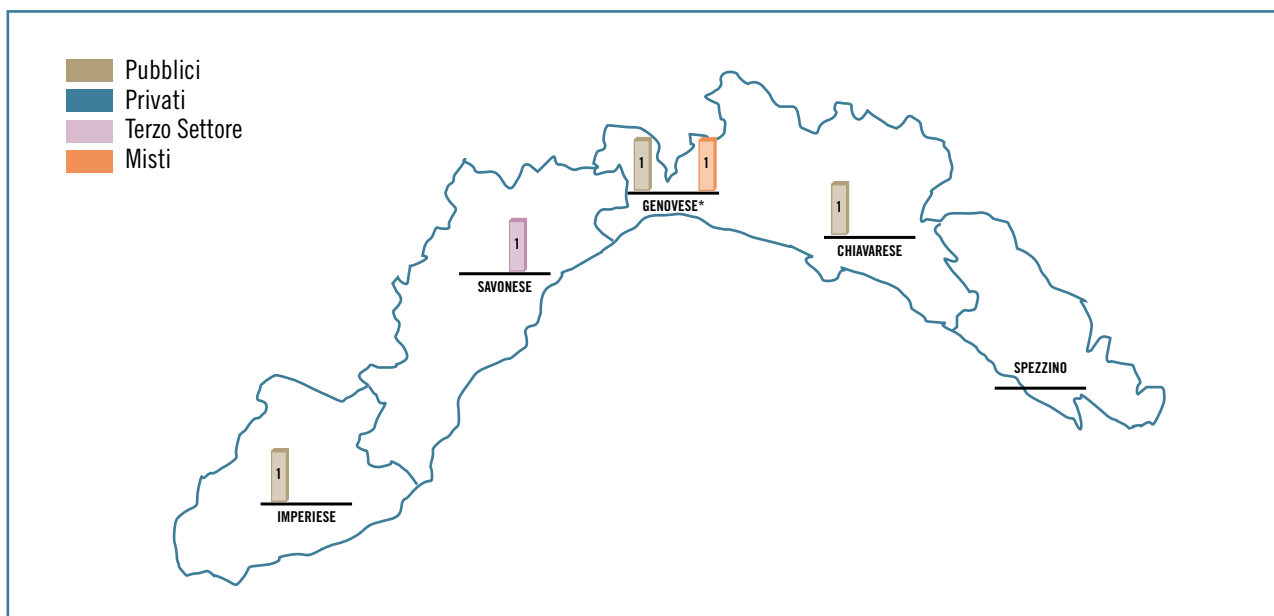 Pubblici
Privati
Terzo Settore
Misti
1
1
GENOVESE*
1
CHIAVARESE
1
SAVONESE
SPEZZINO
1
IMPERIESE